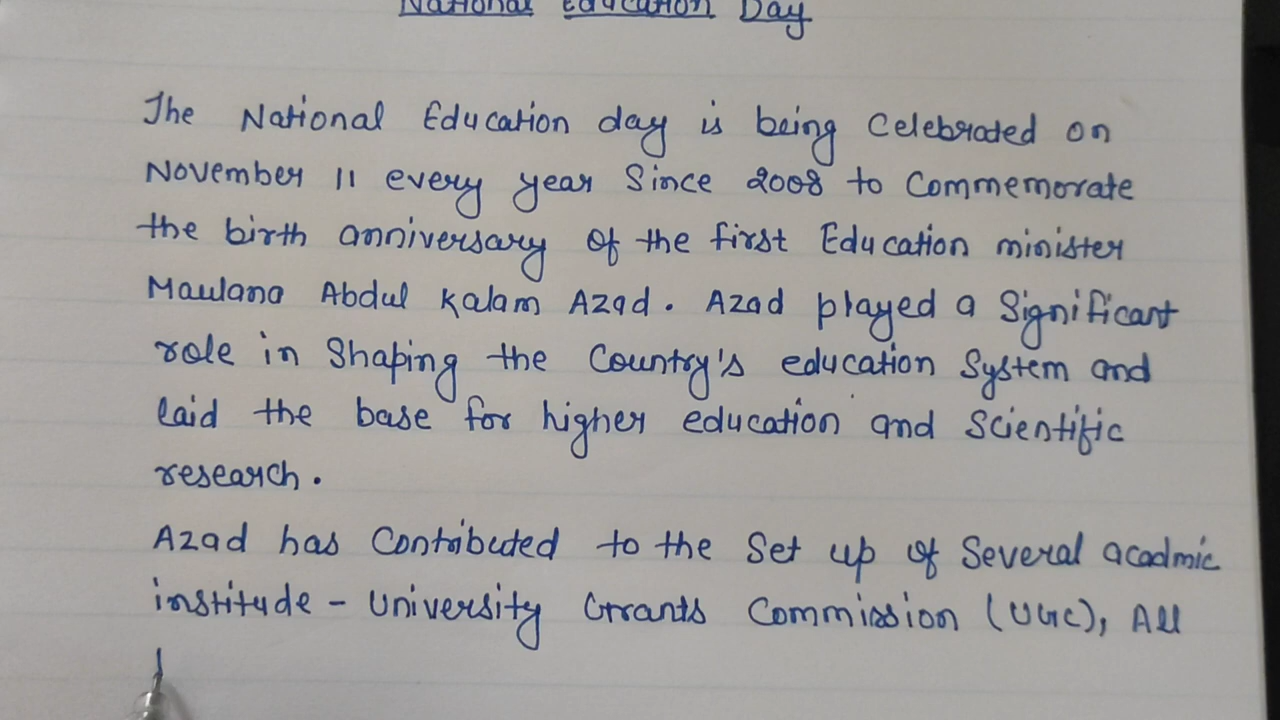 National Education Day
The National Education day is being Celebrated on
November 11 every year Since 2008 to Commemorate
the birth anniversary of the first Education minister
Maulana Abdul Kalam Azad. Azad played a Significant
role in Shaping the Country's education System and
laid the base for higher education and Scientific
research.
Azad has Contributed to the Set up of Several acadmic
institude - University Grants Commission (UGC), All